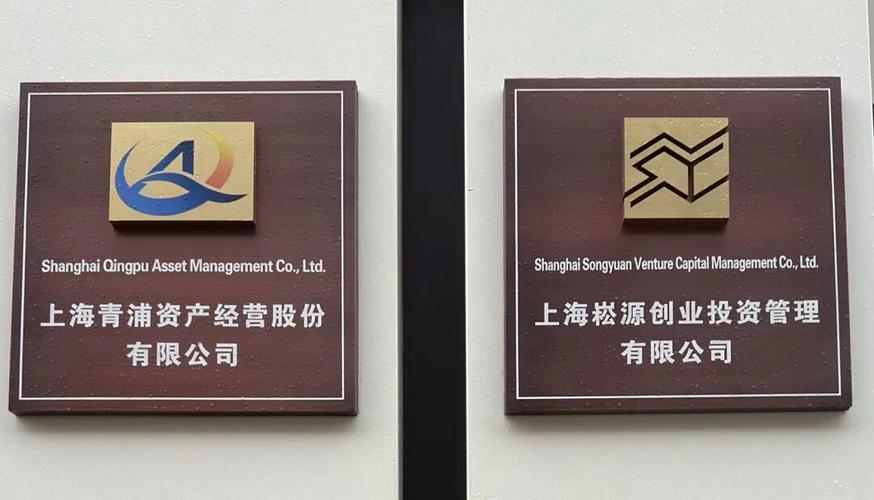 Shanghai Qingpu Asset Management Co., Ltd.
上海青浦资产经营股份
有限公司
Shanghai Songyuan Venture Capital Management Co., Ltd.
上海崧源创业投资管理
有限公司